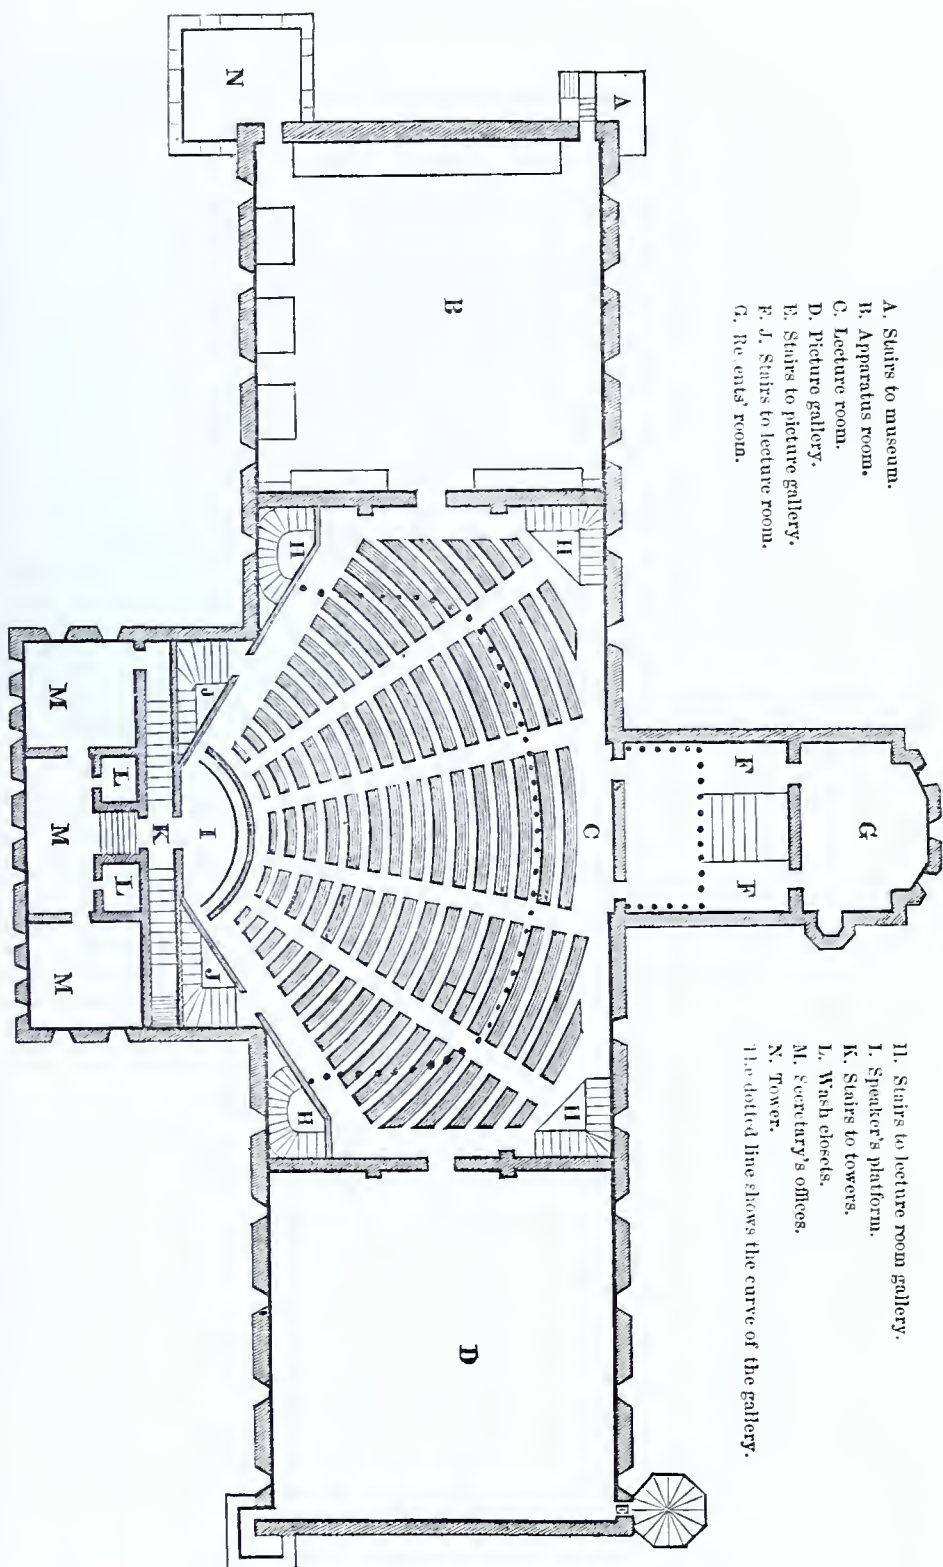 A. Stairs to museum.
B. Apparatus room.
C. Lecture room.
D. Picture gallery.
E. Stairs to picture gallery.
F. J. Stairs to lecture room.
G. Re ents' room.
H. Stairs to lecture room gallery.
I. Speaker's platform.
K. Stairs to towers.
L. Wash closets.
M. Secretary's offices.
N. Tower.
The dotted line shows the curve of the gallery.
N
A
B
H
H
M
J
F
L
M
K
I
C
G
L
F
M
J
H
H
D
E